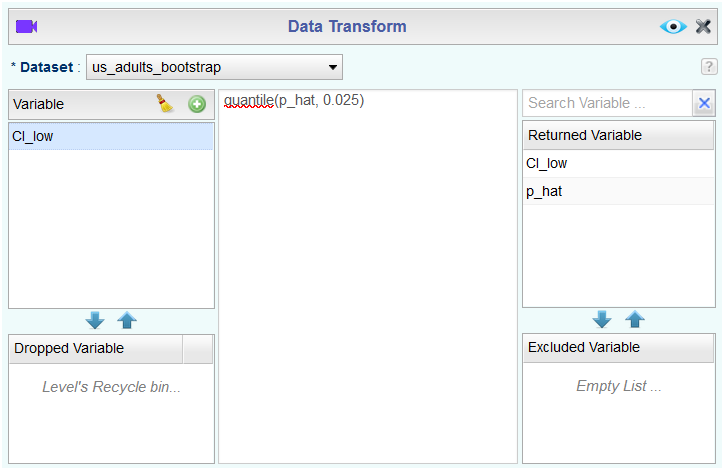 Data Transform
* Dataset : us_adults_bootstrap
?
Variable
CI_low
quantile(p_hat, 0.025)
Search Variable ...
Returned Variable
CI_low
p_hat
Dropped Variable
Level's Recycle bin...
Excluded Variable
Empty List ...